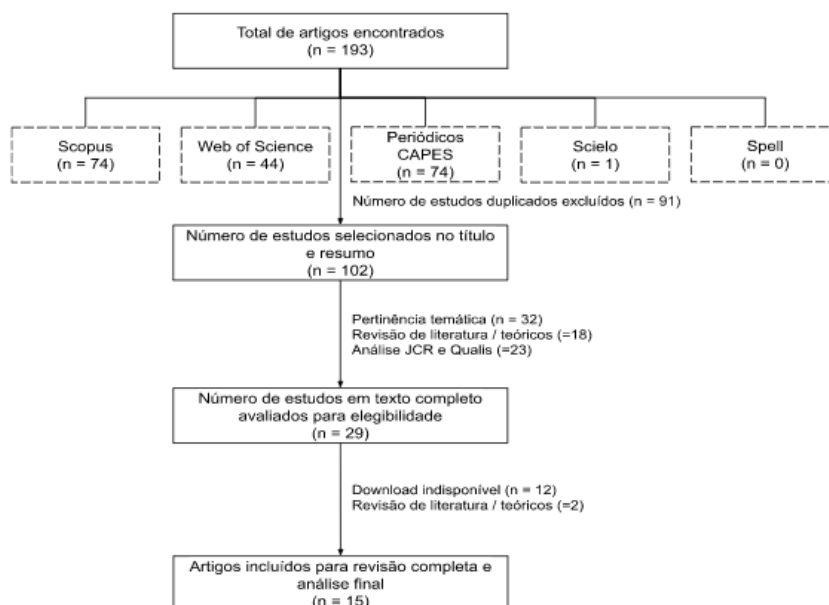 Total de artigos encontrados
(n = 193)
Scopus
(n = 74)
Web of Science
(n = 44)
Periódicos
CAPES
(n = 74)
Scielo
(n = 1)
Spell
(n = 0)
Número de estudos duplicados excluídos (n = 91)
Número de estudos selecionados no título
e resumo
(n = 102)
Pertinência temática (n = 32)
Revisão de literatura / teóricos (=18)
Análise JCR e Qualis (=23)
Número de estudos em texto completo
avaliados para elegibilidade
(n = 29)
Download indisponível (n = 12)
Revisão de literatura / teóricos (=2)
Artigos incluídos para revisão completa e
análise final
(n = 15)